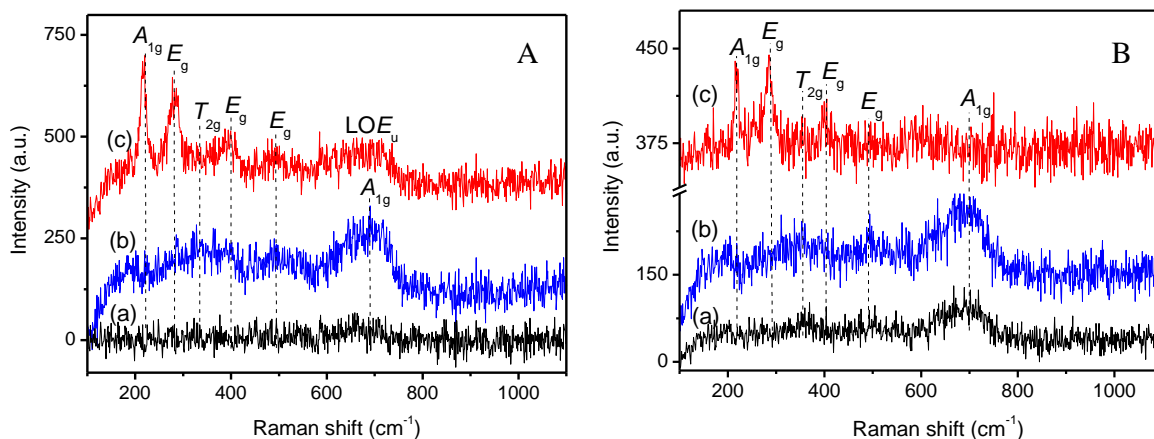 A
750
500
250
0
Intensity (a.u.)
A1g
Eg
T2g
Eg
Eg
LOEu
A1g
(c)
(b)
(a)
200 400 600 800 1000
Raman shift (cm-1)
B
450
375
150
0
Intensity (a.u.)
A1g
Eg
T2g
Eg
Eg
A1g
(c)
(b)
(a)
200 400 600 800 1000
Raman shift (cm-1)